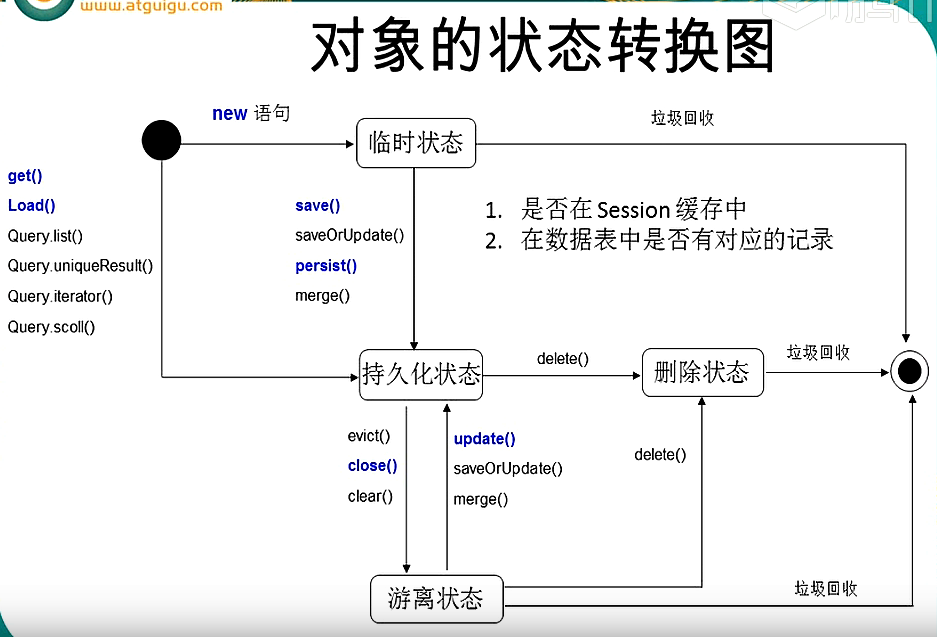 www.atguigu.com
对象的状态转换图
new 语句
临时状态
垃圾回收
get()
Load()
Query.list()
Query.uniqueResult()
Query.iterator()
Query.scoll()
save()
saveOrUpdate()
persist()
merge()
1. 是否在 Session 缓存中
2. 在数据表中是否有对应的记录
持久化状态
delete()
删除状态
垃圾回收
evict()
close()
clear()
update()
saveOrUpdate()
merge()
delete()
游离状态
垃圾回收